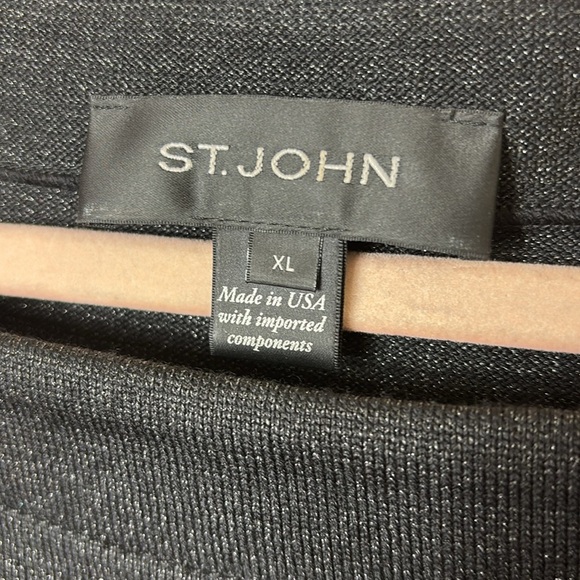 ST. JOHN
XL
Made in USA
with imported
components